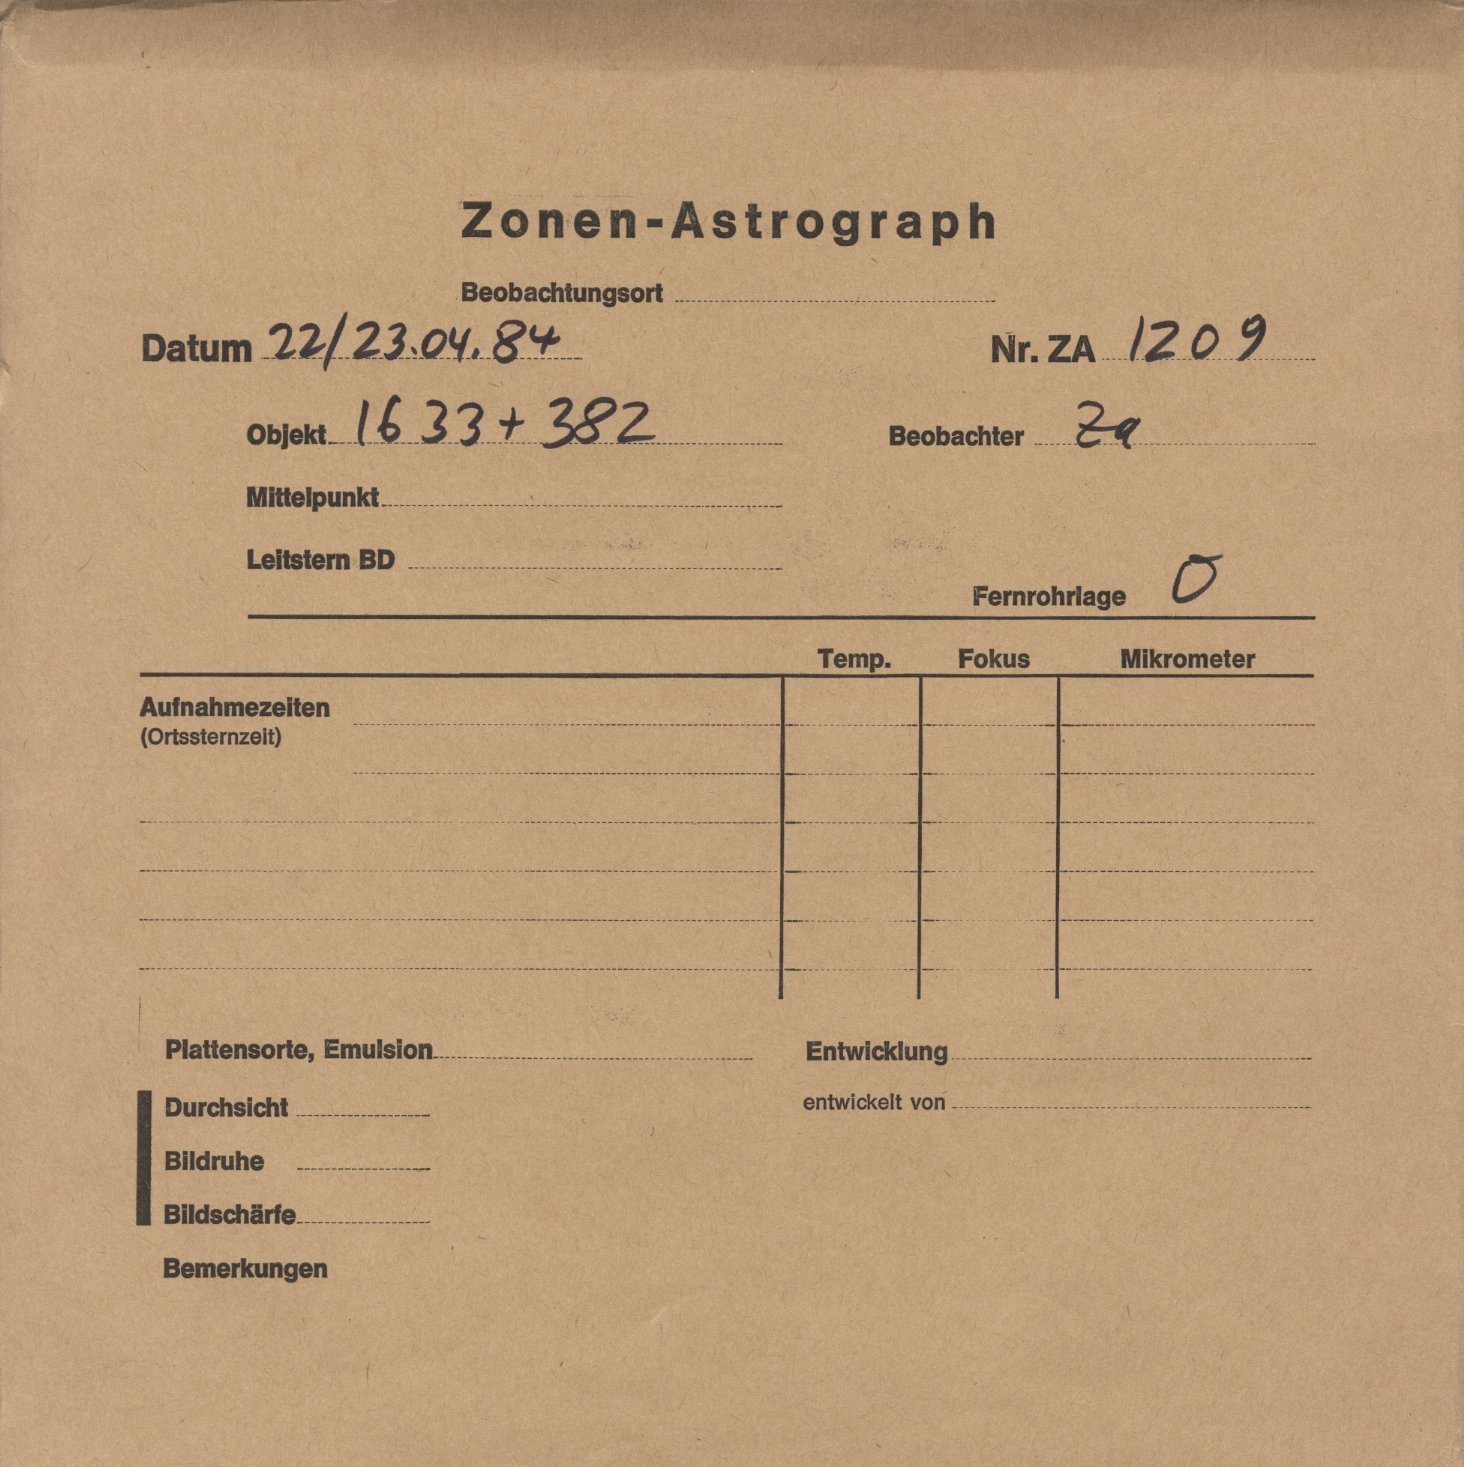 Zonen-Astrograph
Beobachtungsort
Datum 22/23.04.84 Nr. ZA 1209
Objekt 1633+382 Beobachter Za
Mittelpunkt
Leitstern BD
Fernrohrlage O
Temp. Fokus Mikrometer
Aufnahmezeiten
(Ortssternzeit)
Plattensorte, Emulsion Entwicklung
Durchsicht entwickelt von
Bildruhe
Bildschärfe
Bemerkungen